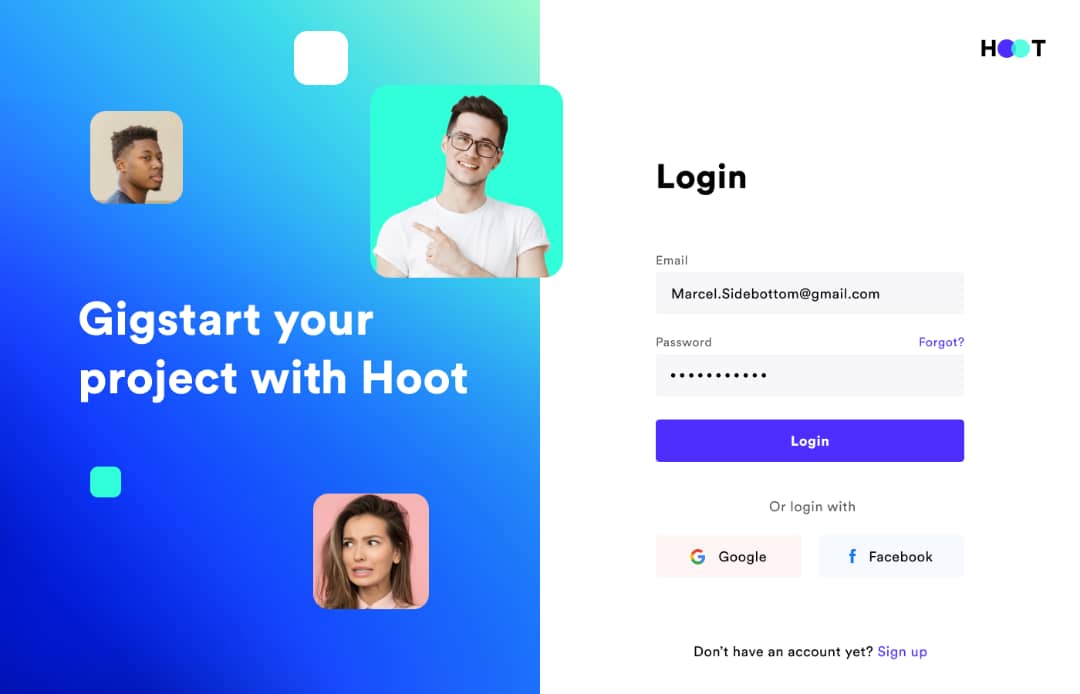 HOOT
Login
Email
Marcel.Sidebottom@gmail.com
Password
Forgot?
•••••••••••
Login
Or login with
Google
Facebook
Don't have an account yet? Sign up
Gigstart your
project with Hoot